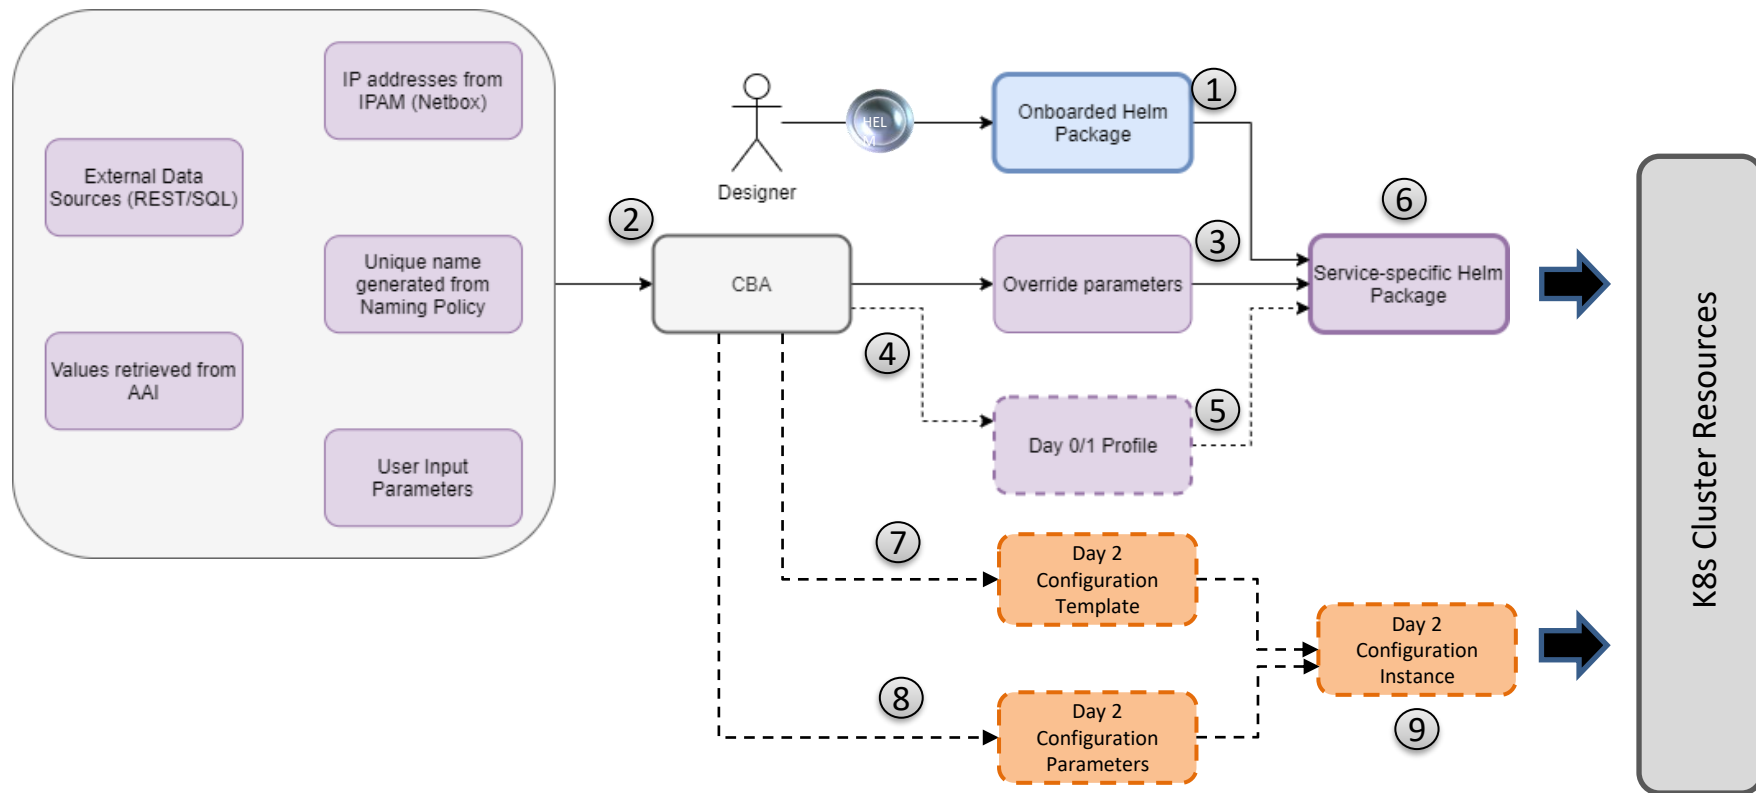 IP addresses from
IPAM (Netbox)
External Data
Sources (REST/SQL)
Unique name
generated from
Naming Policy
Values retrieved from
AAI
User Input
Parameters
Designer
HEL
M
Onboarded Helm
Package
1
2
CBA
Override parameters
3
4
Day 0/1 Profile
5
6
Service-specific Helm
Package
7
Day 2
Configuration
Template
8
Day 2
Configuration
Parameters
Day 2
Configuration
Instance
9
K8s Cluster Resources